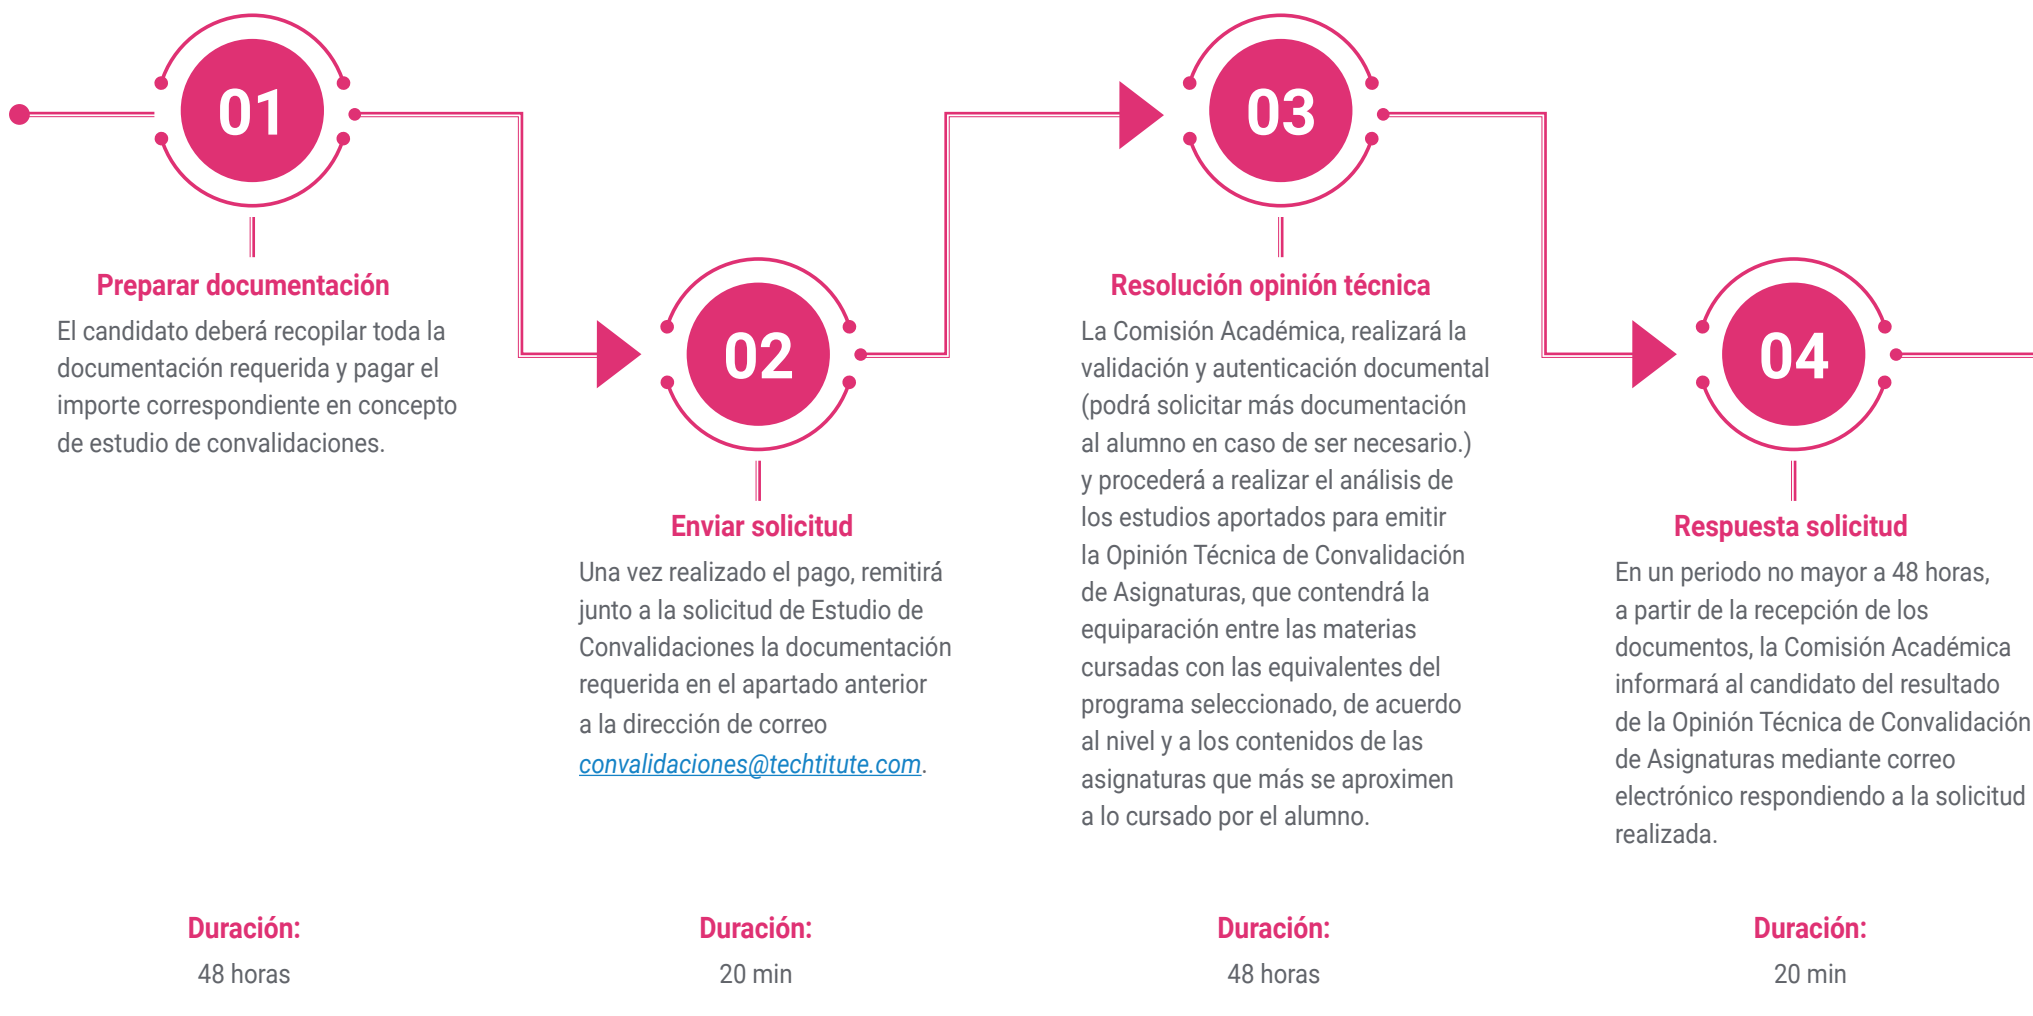 01
Preparar documentación
El candidato deberá recopilar toda la
documentación requerida y pagar el
importe correspondiente en concepto
de estudio de convalidaciones.
Duración:
48 horas
02
Enviar solicitud
Una vez realizado el pago, remitirá
junto a la solicitud de Estudio de
Convalidaciones la documentación
requerida en el apartado anterior
a la dirección de correo
convalidaciones@techtitute.com.
Duración:
20 min
03
Resolución opinión técnica
La Comisión Académica, realizará la
validación y autenticación documental
(podrá solicitar más documentación
al alumno en caso de ser necesario.)
y procederá a realizar el análisis de
los estudios aportados para emitir
la Opinión Técnica de Convalidación
de Asignaturas, que contendrá la
equiparación entre las materias
cursadas con las equivalentes del
programa seleccionado, de acuerdo
al nivel y a los contenidos de las
asignaturas que más se aproximen
a lo cursado por el alumno.
Duración:
48 horas
04
Respuesta solicitud
En un periodo no mayor a 48 horas,
a partir de la recepción de los
documentos, la Comisión Académica
informará al candidato del resultado
de la Opinión Técnica de Convalidación
de Asignaturas mediante correo
electrónico respondiendo a la solicitud
realizada.
Duración:
20 min